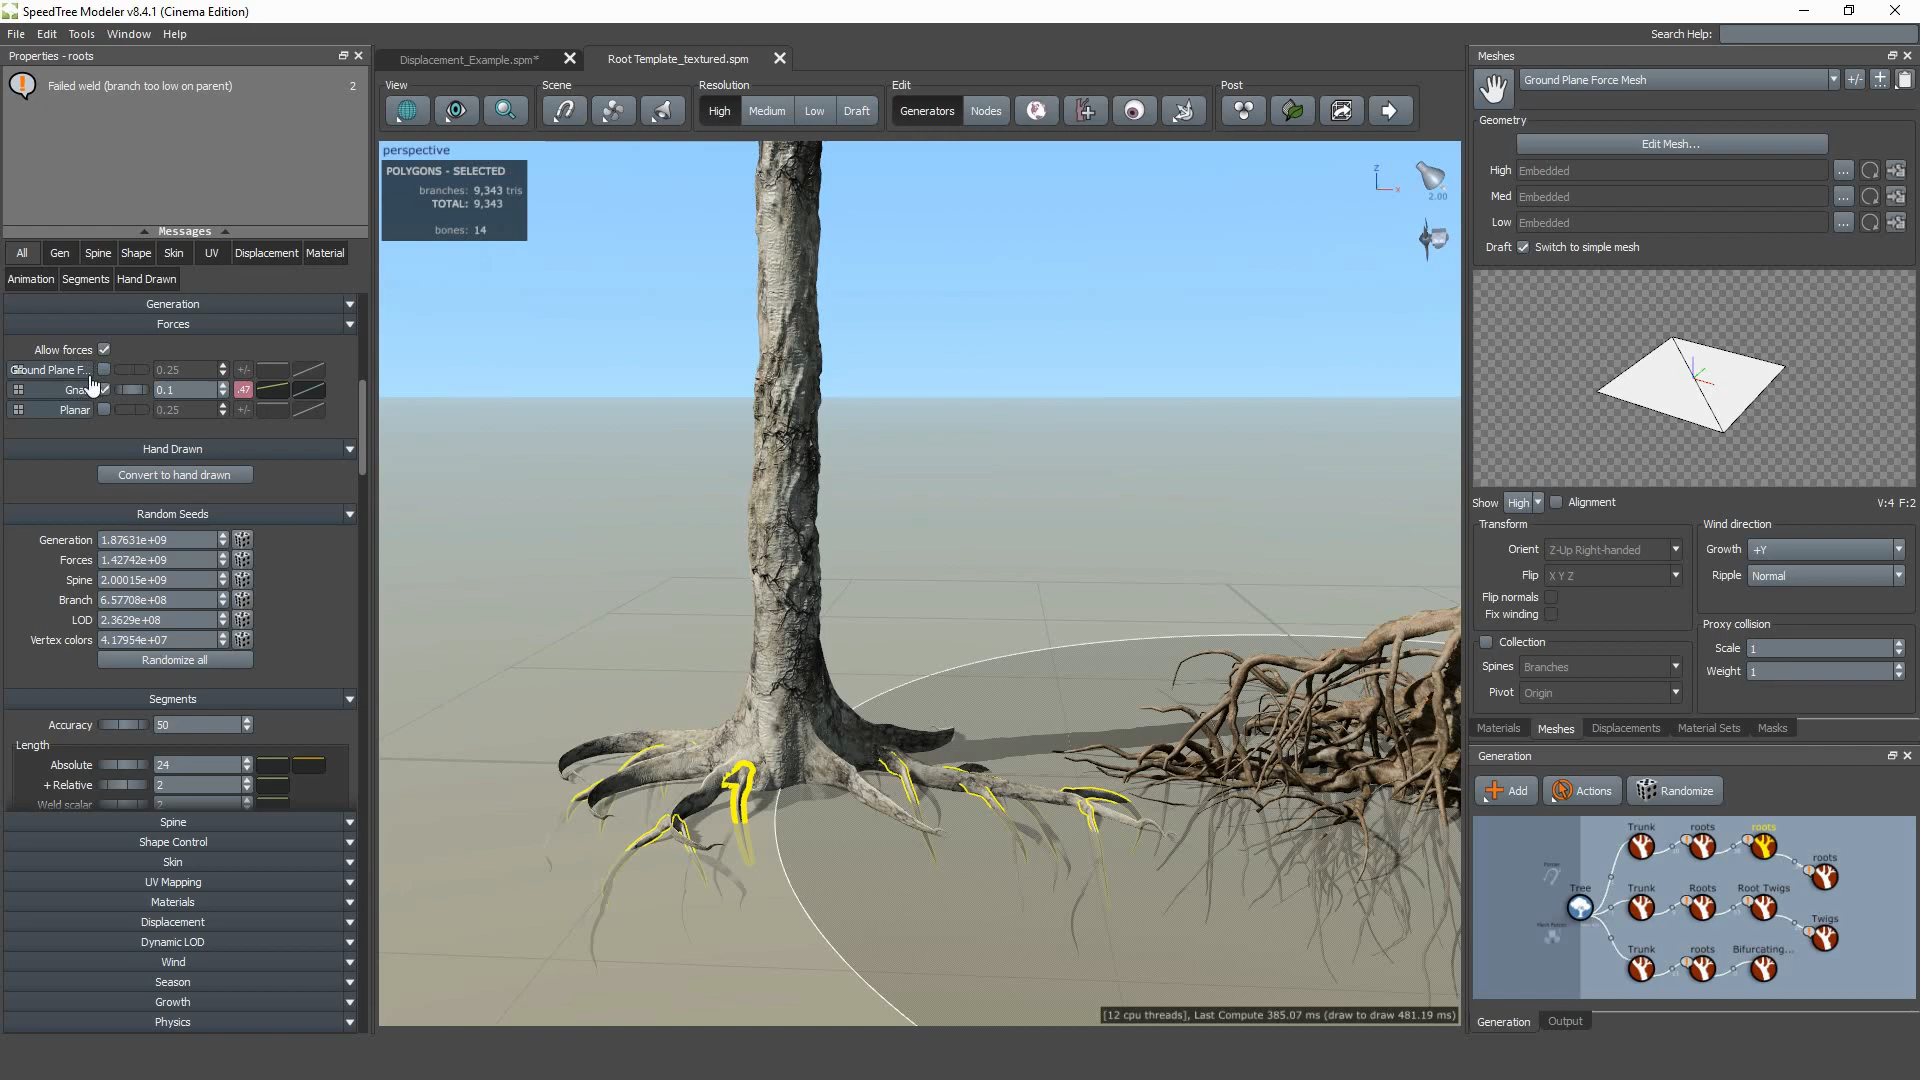 SpeedTree Modeler v8.4.1 (Cinema Edition)
File Edit Tools Window Help
Search Help:
Properties - roots
Failed weld (branch too low on parent) 2
Messages
All Gen Spine Shape Skin UV Displacement Material
Animation Segments Hand Drawn
Generation
Forces
Allow forces
Ground Plane F... 0.25 +/-
Gna 0.1 .47
Planar 0.25 +/-
Hand Drawn
Convert to hand drawn
Random Seeds
Generation 1.87631e+09
Forces 1.42742e+09
Spine 2.00015e+09
Branch 6.57708e+08
LOD 2.3629e+08
Vertex colors 4.17954e+07
Randomize all
Segments
Accuracy 50
Length
Absolute 24
+ Relative 2
Weld scalar 2
Spine
Shape Control
Skin
UV Mapping
Materials
Displacement
Dynamic LOD
Wind
Season
Growth
Physics
Displacement_Example.spm*
Root Template_textured.spm
View Scene Resolution Edit Post
High Medium Low Draft Generators Nodes
perspective
POLYGONS - SELECTED
branches: 9,343 tris
TOTAL: 9,343
bones: 14
z
x
2.00
[12 cpu threads], Last Compute 385.07 ms (draw to draw 481.19 ms)
Meshes
Ground Plane Force Mesh +/-
Geometry
Edit Mesh...
High Embedded ...
Med Embedded ...
Low Embedded ...
Draft Switch to simple mesh
Show High Alignment V:4 F:2
Transform
Orient Z-Up Right-handed
Flip X Y Z
Flip normals
Fix winding
Collection
Spines Branches
Pivot Origin
Wind direction
Growth +Y
Ripple Normal
Proxy collision
Scale 1
Weight 1
Materials Meshes Displacements Material Sets Masks
Generation
Add Actions Randomize
Trunk roots roots
roots
Tree
Trunk Roots Root Twigs
Twigs
Trunk roots Bifurcating...
Generation Output